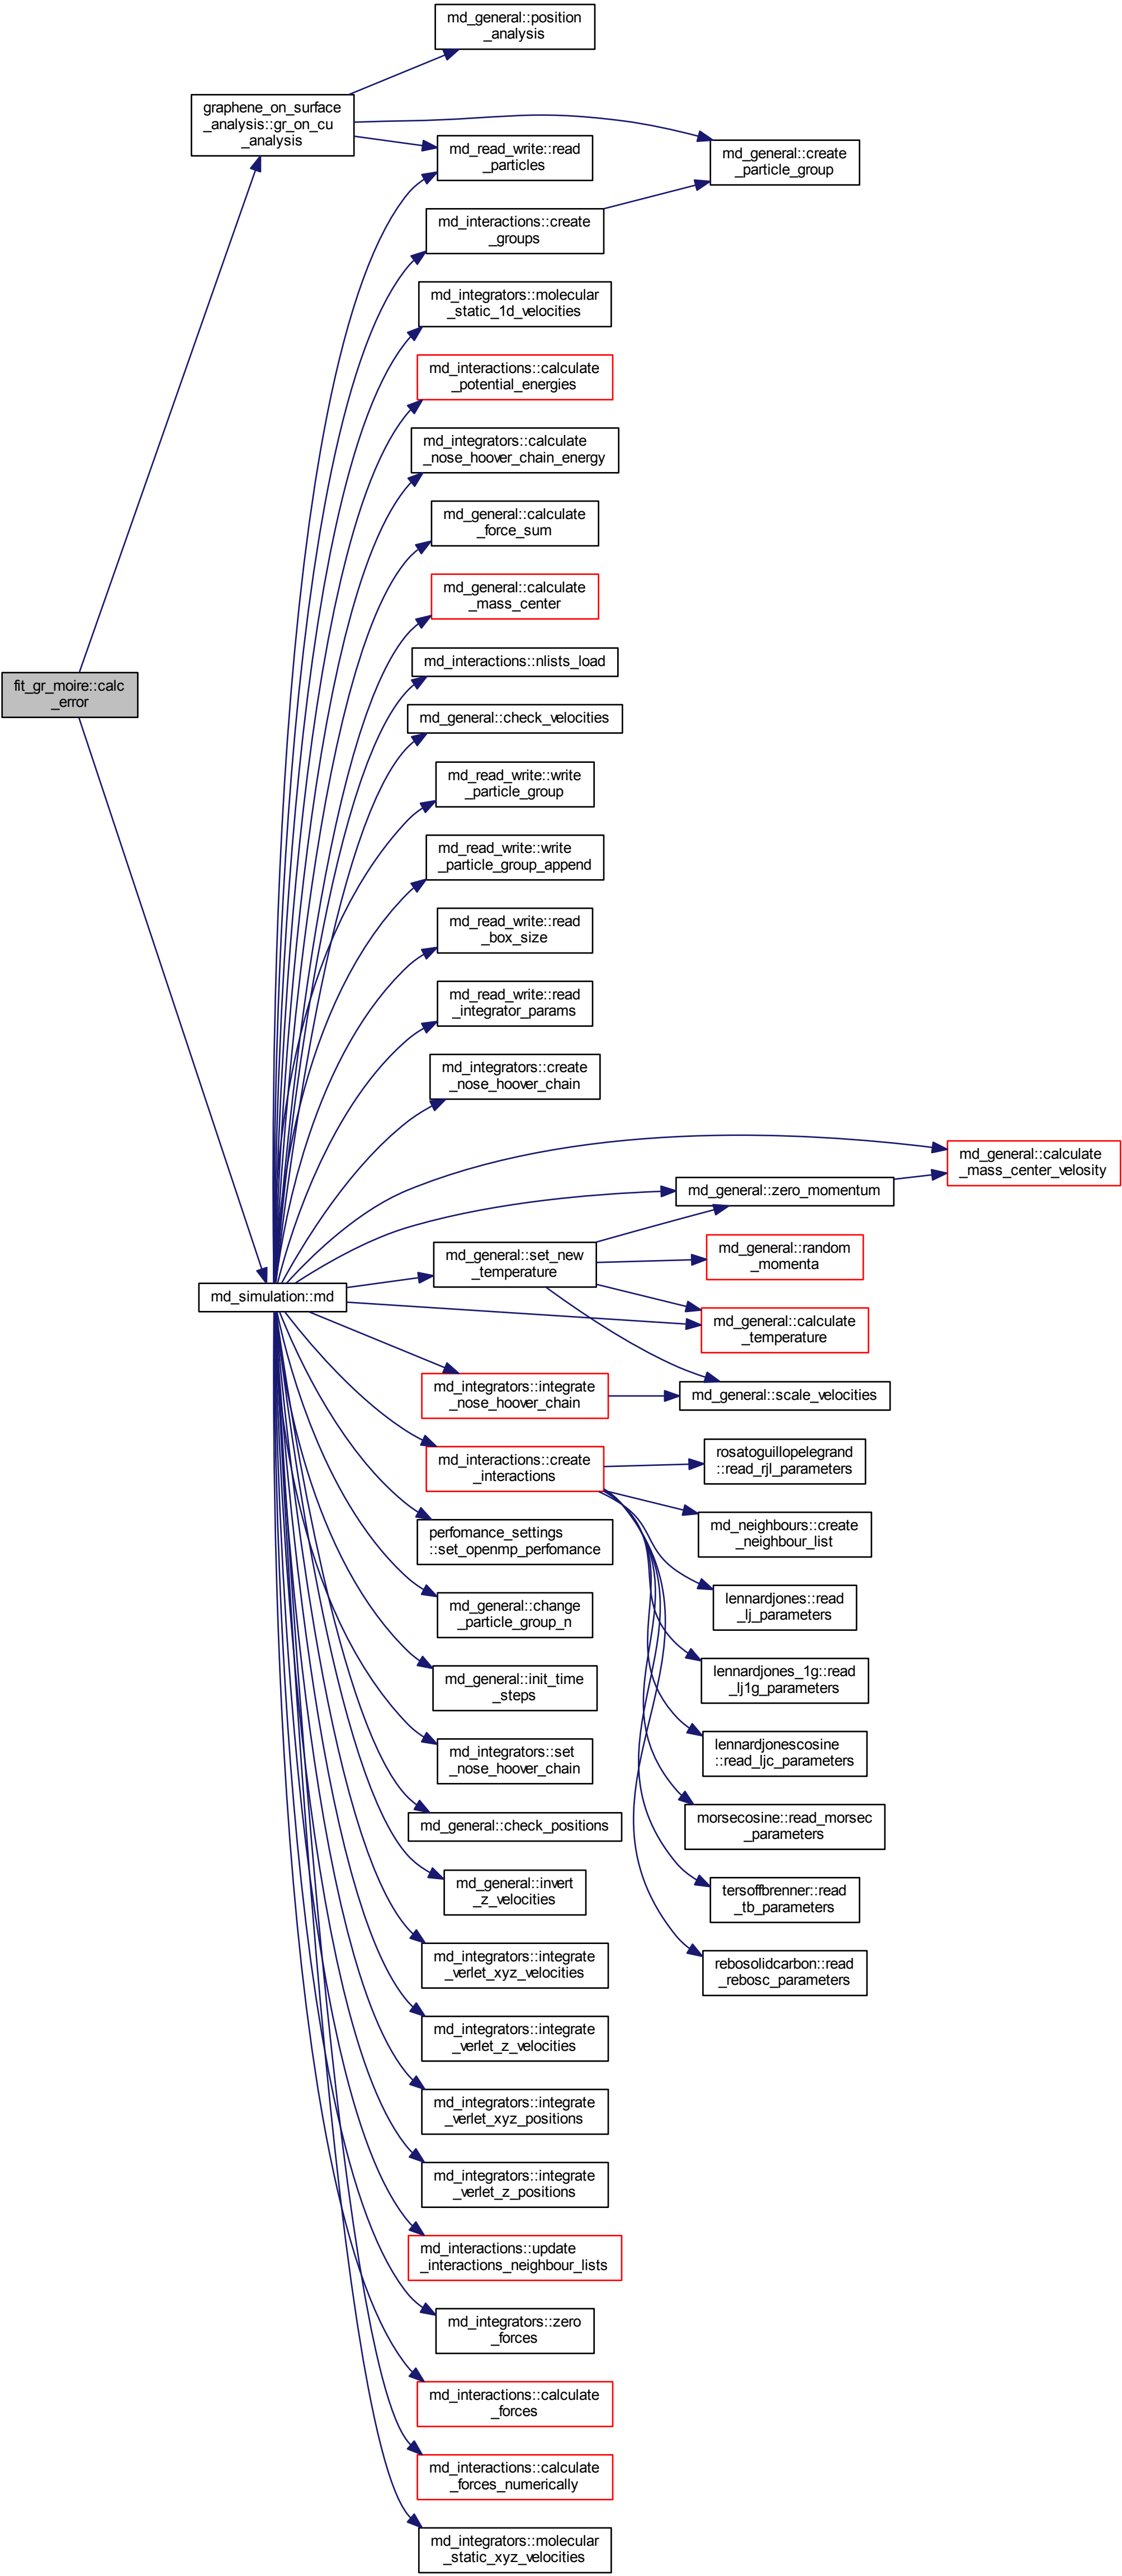 md_general::position
_analysis
graphene_on_surface
_analysis::gr_on_cu
_analysis
md_read_write::read
_particles
md_general::create
_particle_group
md_interactions::create
_groups
md_integrators::molecular
_static_1d_velocities
md_interactions::calculate
_potential_energies
md_integrators::calculate
_nose_hoover_chain_energy
md_general::calculate
_force_sum
md_general::calculate
_mass_center
md_interactions::nlists_load
fit_gr_moire::calc
_error
md_general::check_velocities
md_read_write::write
_particle_group
md_read_write::write
_particle_group_append
md_read_write::read
_box_size
md_read_write::read
_integrator_params
md_integrators::create
_nose_hoover_chain
md_general::calculate
_mass_center_velosity
md_general::zero_momentum
md_general::set_new
_temperature
md_general::random
_momenta
md_simulation::md
md_general::calculate
_temperature
md_integrators::integrate
_nose_hoover_chain
md_general::scale_velocities
md_interactions::create
_interactions
rosatoguillopelegrand
::read_rjl_parameters
perfomance_settings
::set_openmp_perfomance
md_neighbours::create
_neighbour_list
md_general::change
_particle_group_n
lennardjones::read
_lj_parameters
md_general::init_time
_steps
lennardjones_1g::read
_lj1g_parameters
md_integrators::set
_nose_hoover_chain
lennardjonescosine
::read_ljc_parameters
md_general::check_positions
morsecosine::read_morsec
_parameters
md_general::invert
_z_velocities
tersoffbrenner::read
_tb_parameters
md_integrators::integrate
_verlet_xyz_velocities
rebosolidcarbon::read
_rebosc_parameters
md_integrators::integrate
_verlet_z_velocities
md_integrators::integrate
_verlet_xyz_positions
md_integrators::integrate
_verlet_z_positions
md_interactions::update
_interactions_neighbour_lists
md_integrators::zero
_forces
md_interactions::calculate
_forces
md_interactions::calculate
_forces_numerically
md_integrators::molecular
_static_xyz_velocities